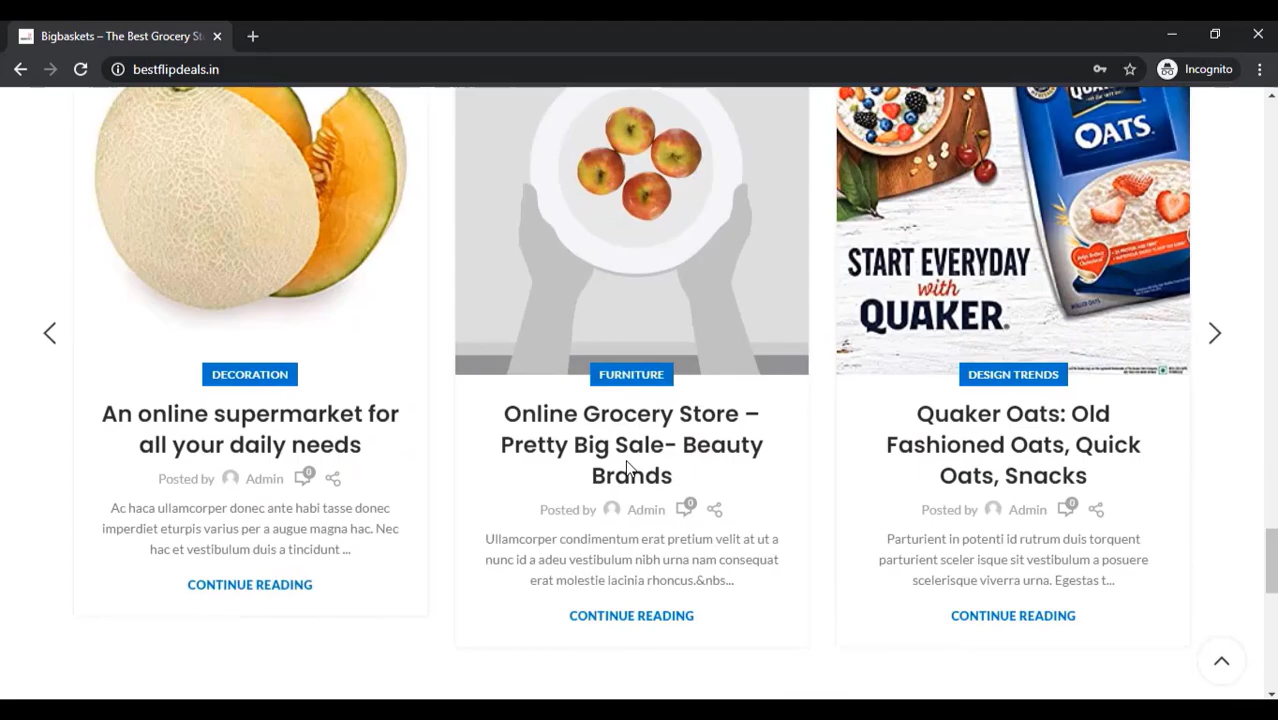 Bigbaskets – The Best Grocery St
bestflipdeals.in
Incognito
QUAKER
OATS
START EVERYDAY
with
QUAKER.
DECORATION
An online supermarket for
all your daily needs
Posted by Admin 0
Ac haca ullamcorper donec ante habi tasse donec
imperdiet eturpis varius per a augue magna hac. Nec
hac et vestibulum duis a tincidunt ...
CONTINUE READING
FURNITURE
Online Grocery Store –
Pretty Big Sale- Beauty
Brands
Posted by Admin 0
Ullamcorper condimentum erat pretium velit at ut a
nunc id a adeu vestibulum nibh urna nam consequat
erat molestie lacinia rhoncus.&nbs...
CONTINUE READING
DESIGN TRENDS
Quaker Oats: Old
Fashioned Oats, Quick
Oats, Snacks
Posted by Admin 0
Parturient in potenti id rutrum duis torquent
parturient sceler isque sit vestibulum a posuere
scelerisque viverra urna. Egestas t...
CONTINUE READING